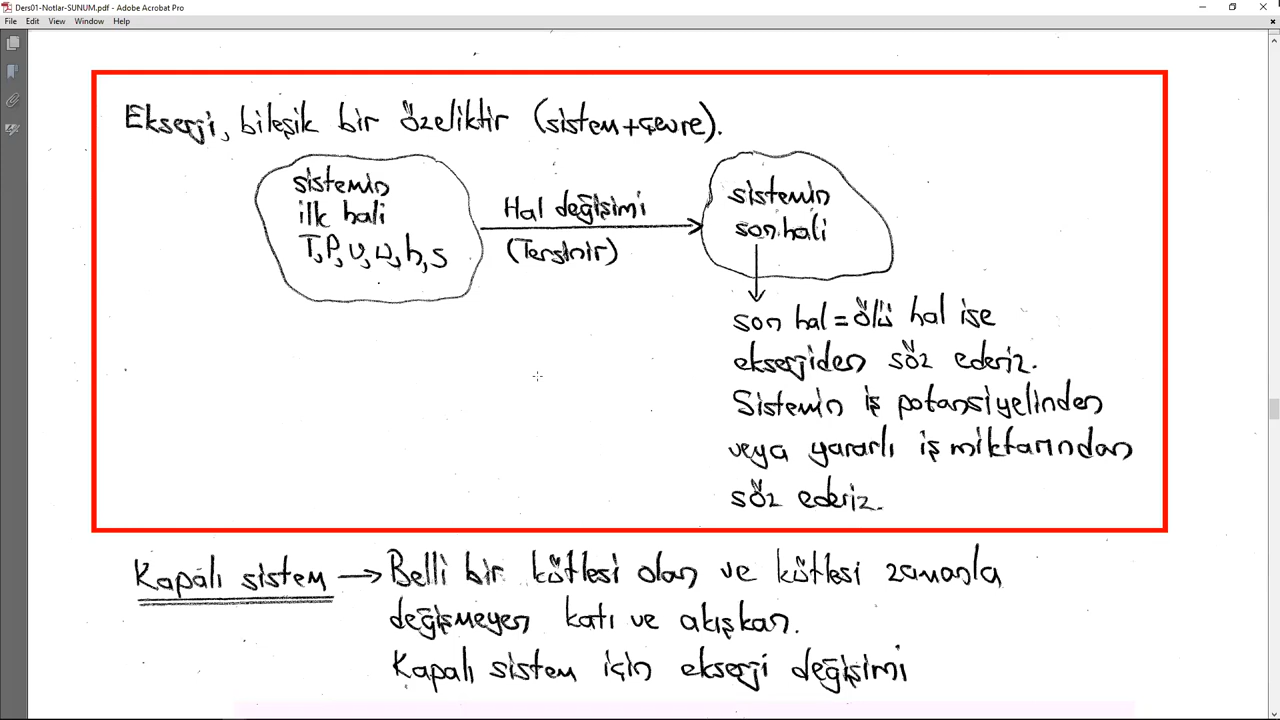 Ders01-Notlar-SUNUM.pdf - Adobe Acrobat Pro
File Edit View Window Help
Ekserji, bileşik bir özeliktir (sistem+çevre).
sistemin
ilk hali
T, P, v, u, h, s
Hal değişimi
(Tersinir)
sistemin
son hali
son hal = ölü hal ise
ekserjiden söz ederiz.
Sistemin iş potansiyelinden
veya yararlı iş miktarından
söz ederiz.
Kapalı sistem → Belli bir kütlesi olan ve kütlesi zamanla
değişmeyen katı ve akışkan.
Kapalı sistem için ekserji değişimi